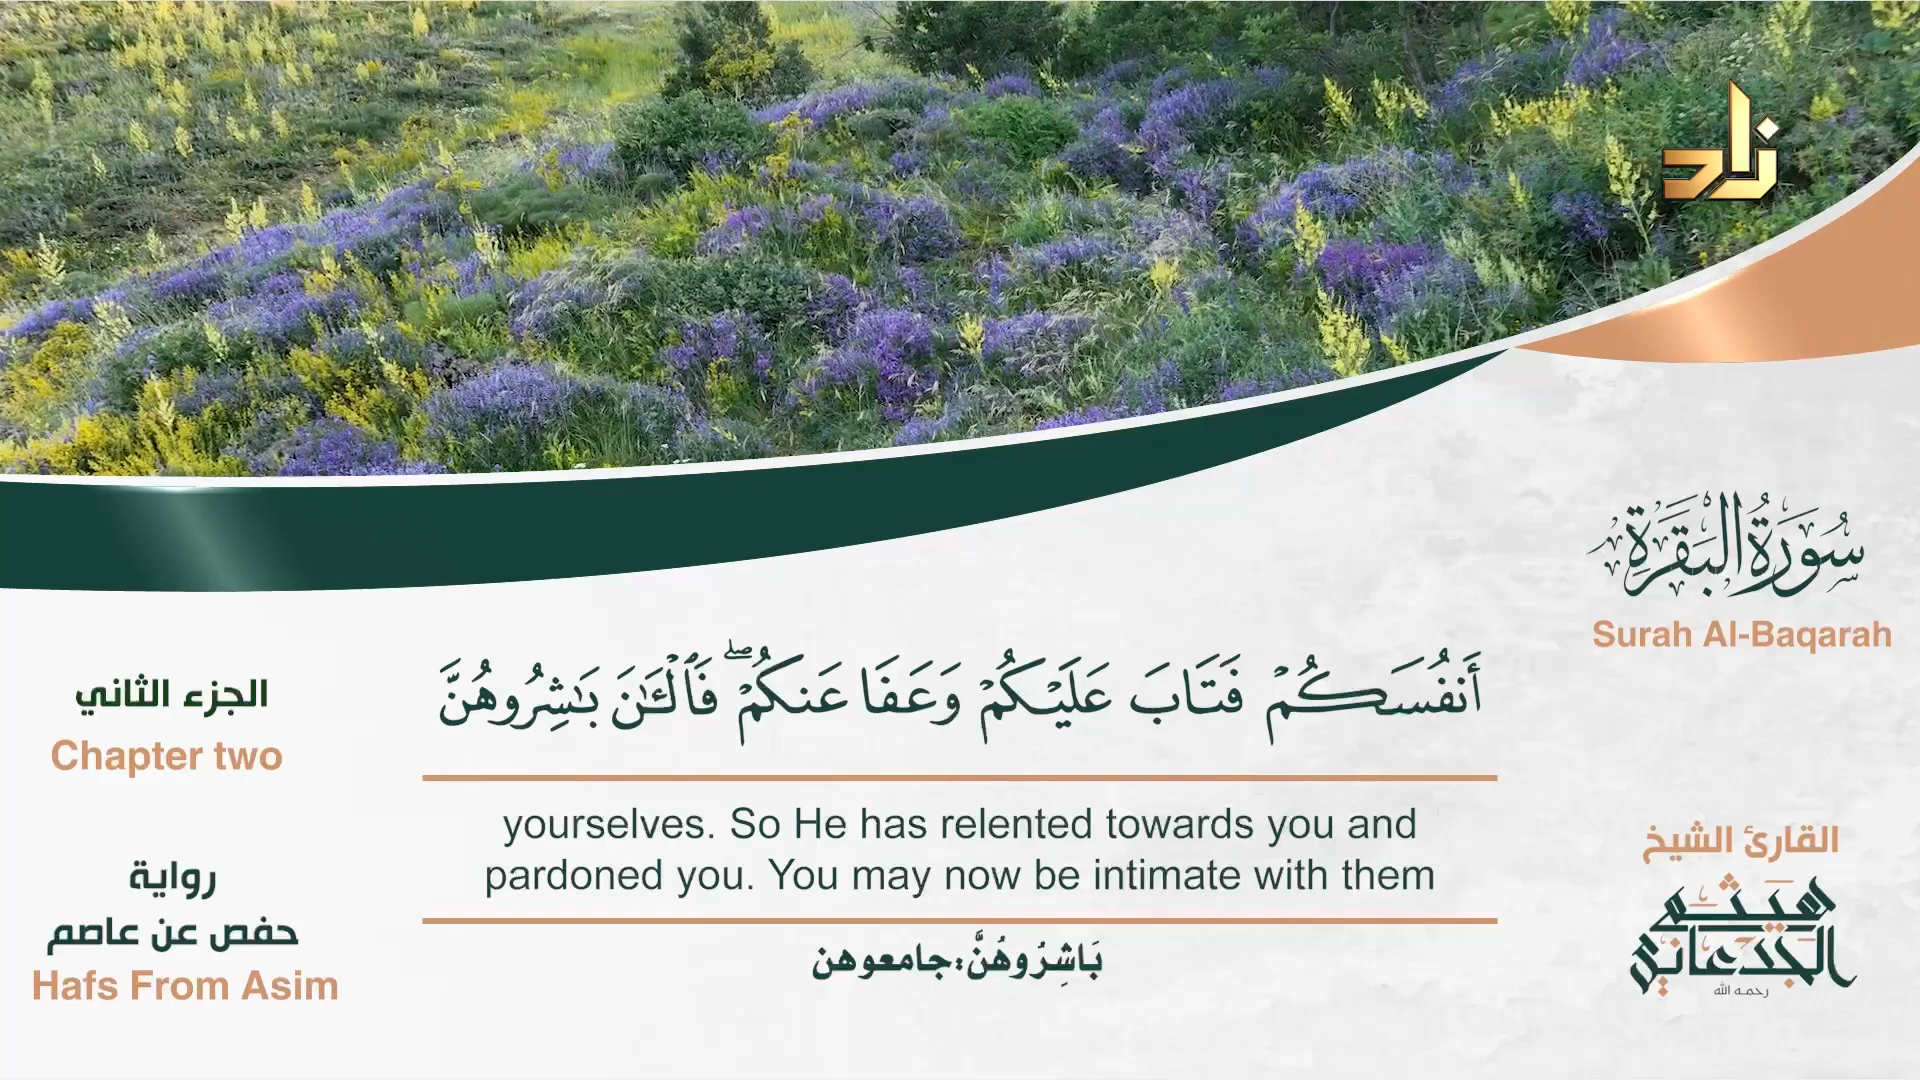 زاد
سُورَةُ البَقَرَةِ
Surah Al-Baqarah
أَنفُسَكُمْ فَتَابَ عَلَيْكُمْ وَعَفَا عَنكُمْ ۖ فَٱلْـَٰٔنَ بَـٰشِرُوهُنَّ
yourselves. So He has relented towards you and
pardoned you. You may now be intimate with them
بَاشِرُوهُنَّ: جامعوهن
الجزء الثاني
Chapter two
رواية
حفص عن عاصم
Hafs From Asim
القارئ الشيخ
هيثم
الجدعاني
رحمه الله